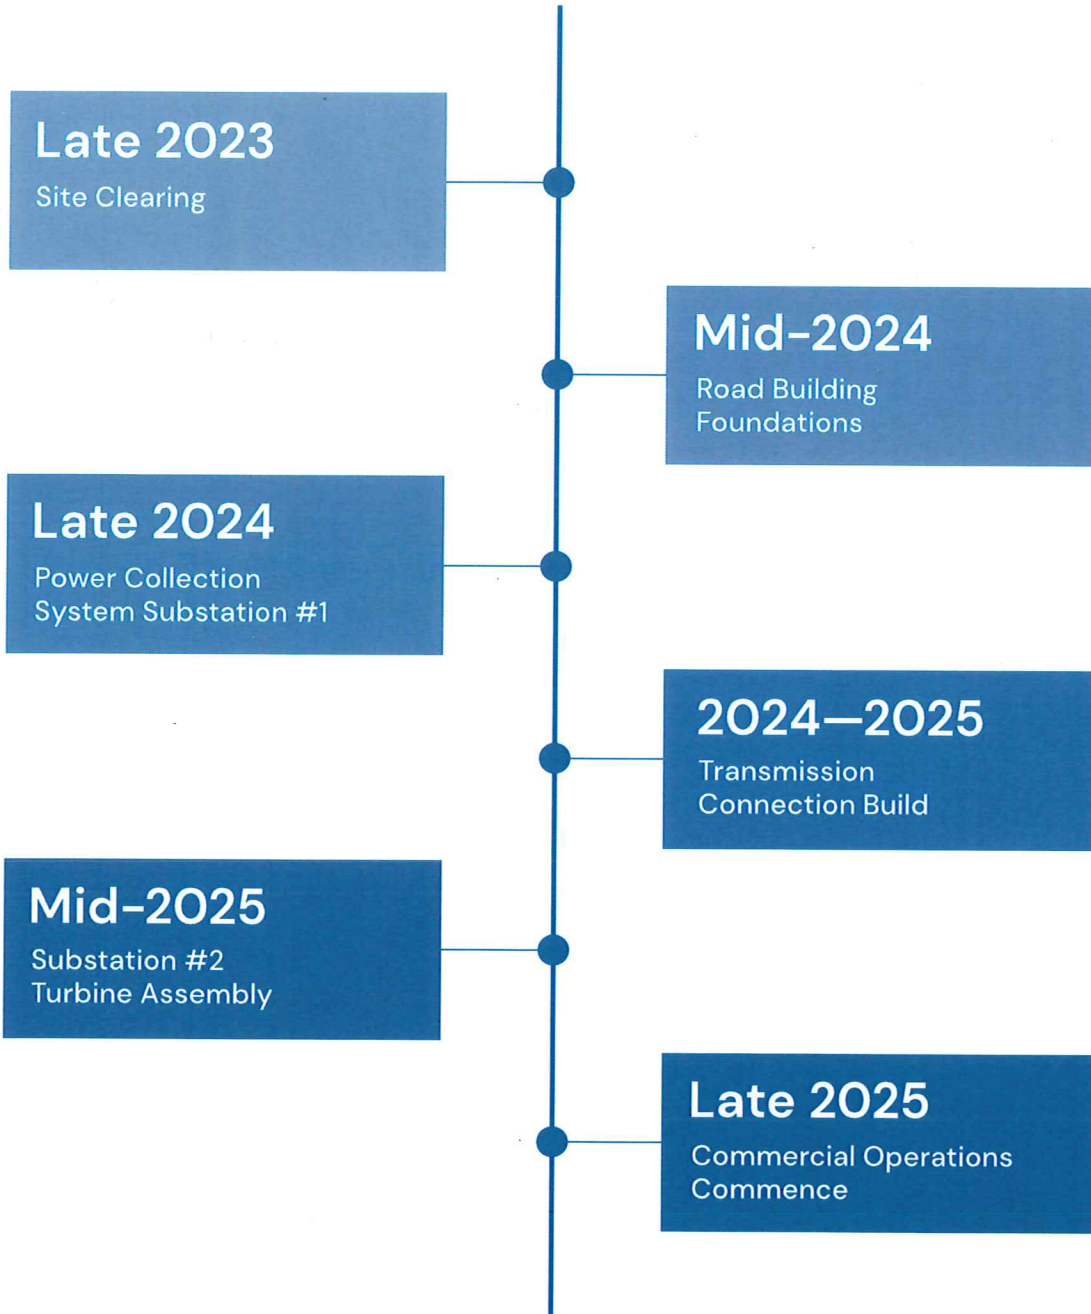 Late 2023
Site Clearing
Mid-2024
Road Building
Foundations
Late 2024
Power Collection
System Substation #1
2024—2025
Transmission
Connection Build
Mid-2025
Substation #2
Turbine Assembly
Late 2025
Commercial Operations
Commence